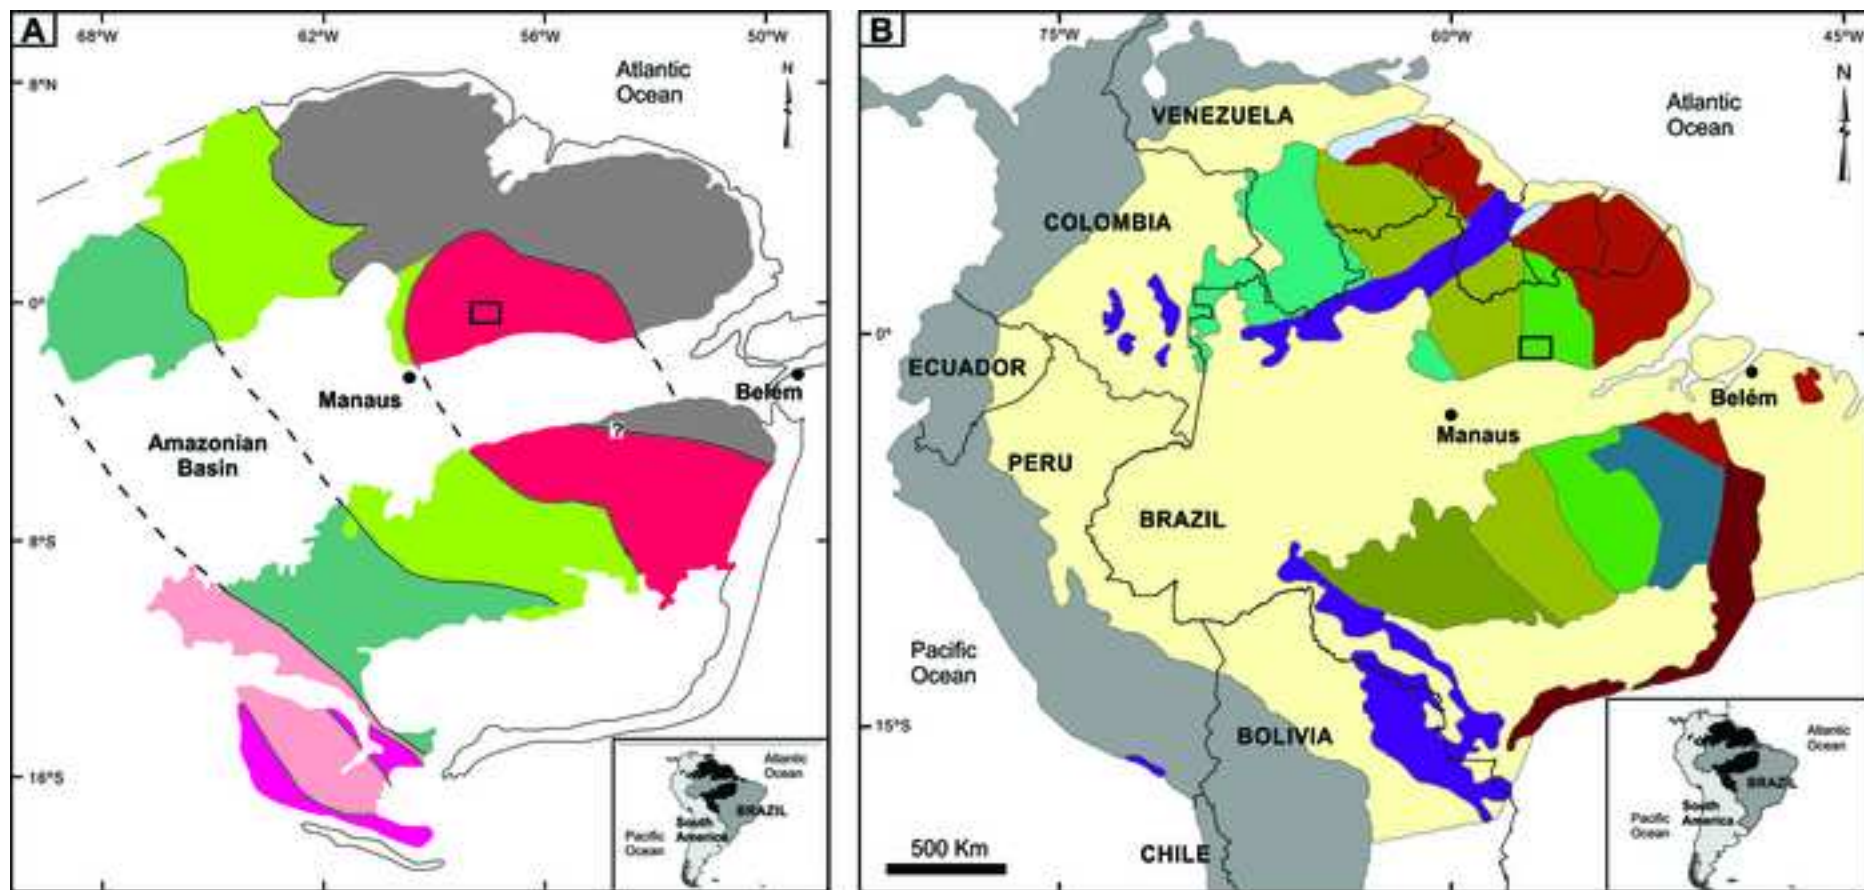 A
68°W
62°W
56°W
50°W
8°N
Atlantic
Ocean
N
0°
Manaus
Belém
Amazonian
Basin
?
8°S
16°S
Atlantic
Ocean
BRAZIL
South
America
Pacific
Ocean
B
75°W
60°W
45°W
N
VENEZUELA
Atlantic
Ocean
COLOMBIA
0°
ECUADOR
Belém
Manaus
PERU
BRAZIL
Pacific
Ocean
15°S
BOLIVIA
500 Km
CHILE
Atlantic
Ocean
BRAZIL
South
America
Pacific
Ocean